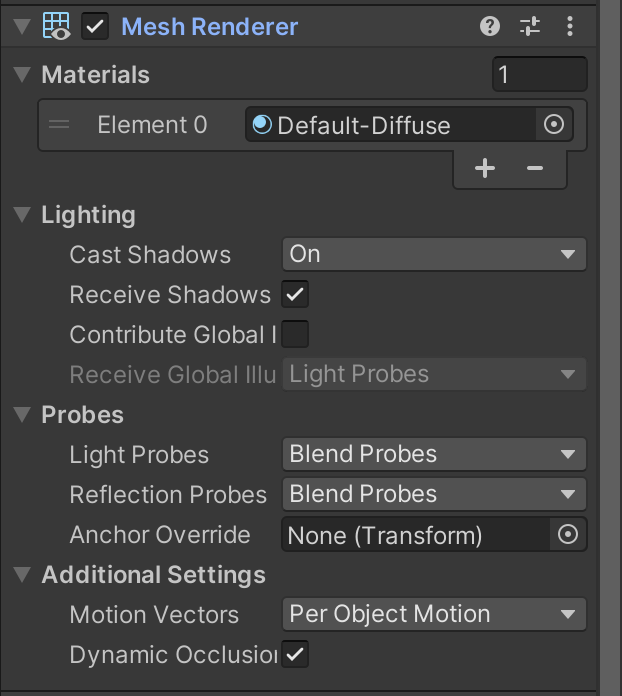 Mesh Renderer
Materials 1
Element 0 Default-Diffuse
Lighting
Cast Shadows On
Receive Shadows
Contribute Global I
Receive Global Illu Light Probes
Probes
Light Probes Blend Probes
Reflection Probes Blend Probes
Anchor Override None (Transform)
Additional Settings
Motion Vectors Per Object Motion
Dynamic Occlusion